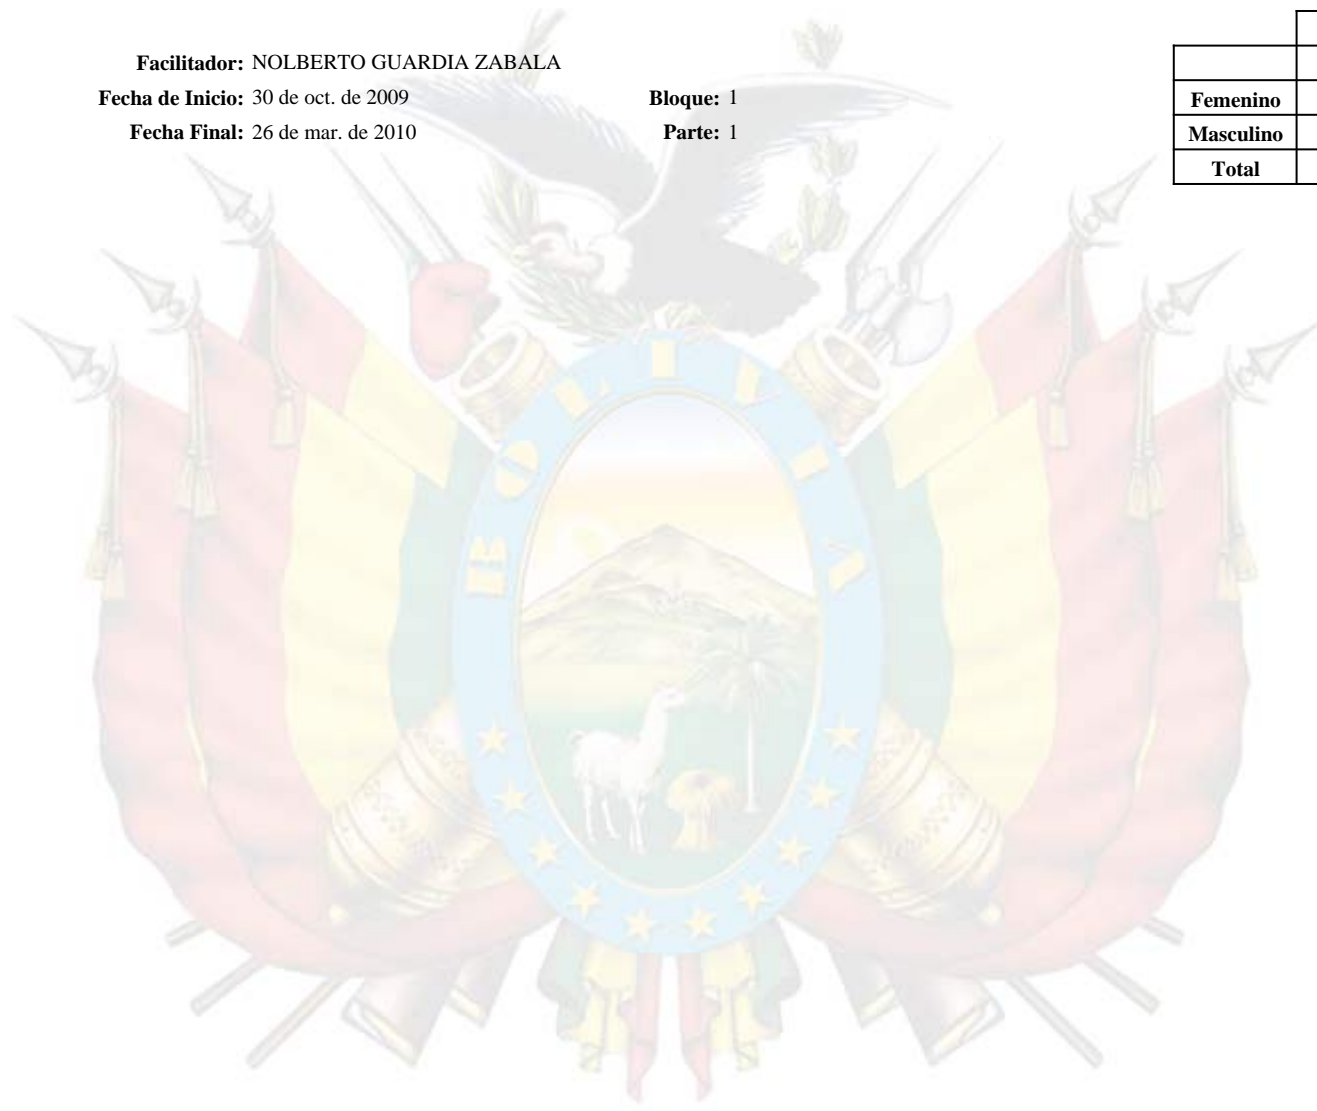 Facilitador: NOLBERTO GUARDIA ZABALA
Fecha de Inicio: 30 de oct. de 2009 Bloque: 1
Fecha Final: 26 de mar. de 2010 Parte: 1
Femenino
Masculino
Total
BOLIVIA